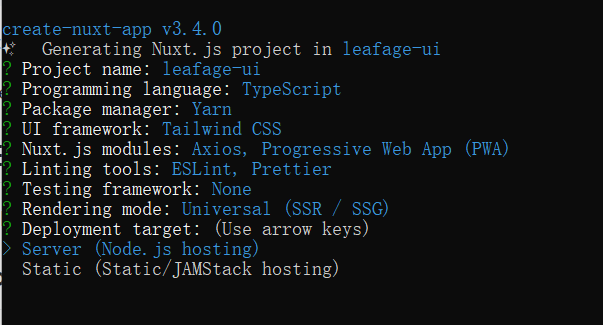 create-nuxt-app v3.4.0
✨ Generating Nuxt.js project in leafage-ui
? Project name: leafage-ui
? Programming language: TypeScript
? Package manager: Yarn
? UI framework: Tailwind CSS
? Nuxt.js modules: Axios, Progressive Web App (PWA)
? Linting tools: ESLint, Prettier
? Testing framework: None
? Rendering mode: Universal (SSR / SSG)
? Deployment target: (Use arrow keys)
> Server (Node.js hosting)
Static (Static/JAMStack hosting)